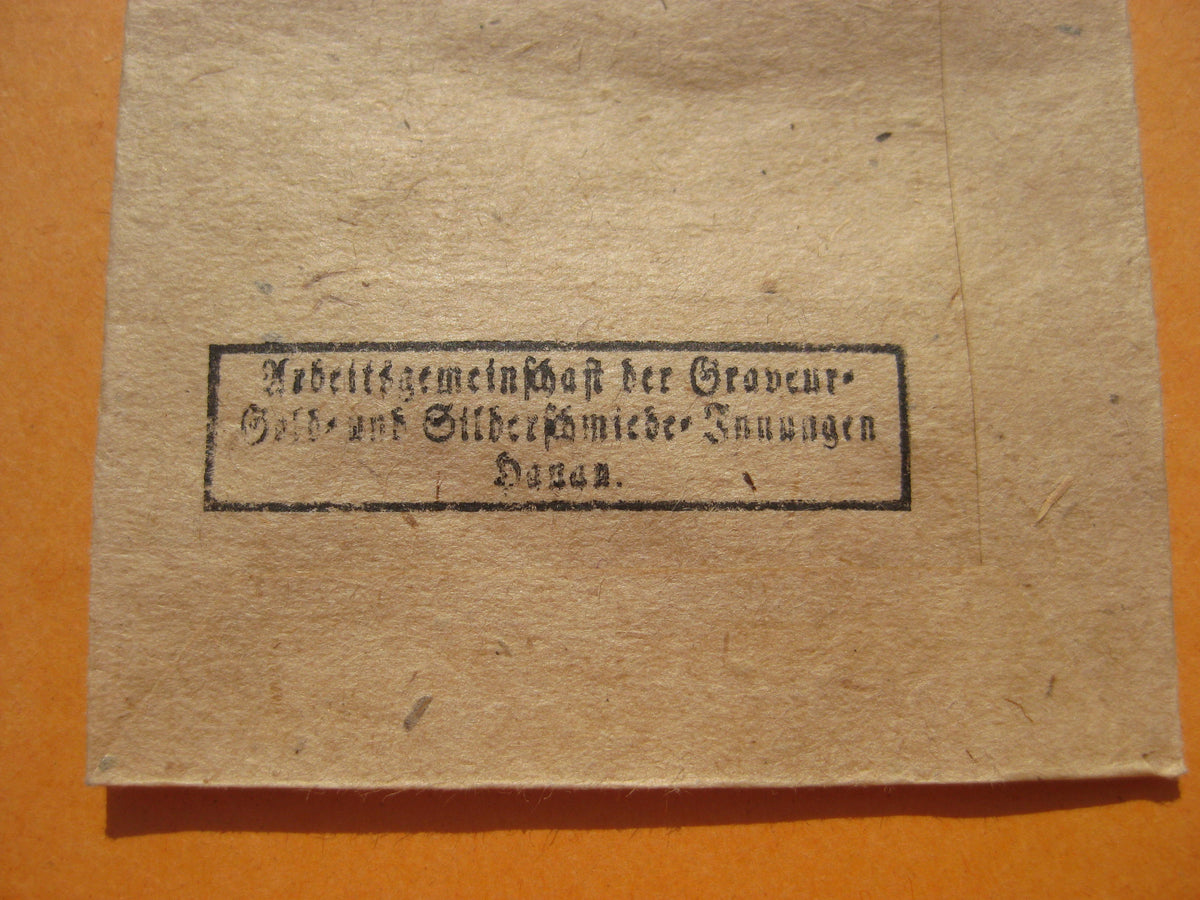 Arbeitsgemeinschaft der Graveur-
Gold- und Silberschmiede-Innungen
Hanau.